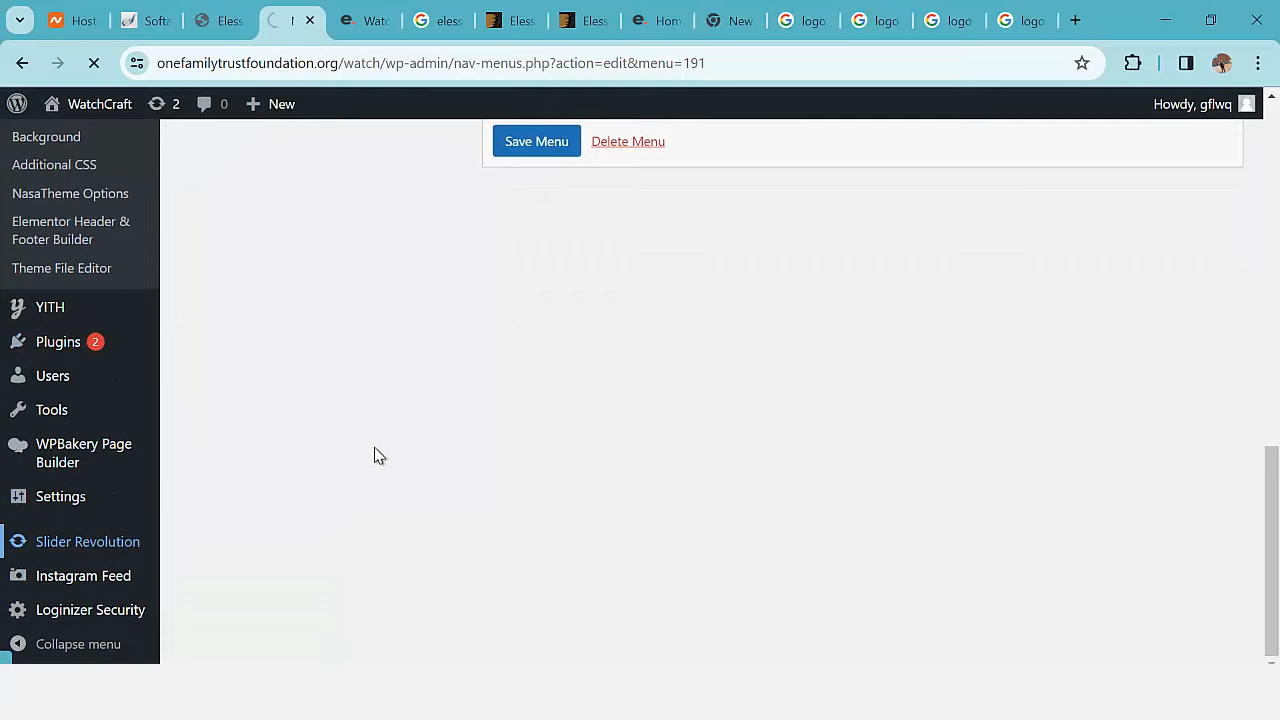 Host
Softa
Eless
Watc
eless
Eless
Eless
Hom
New
logo
logo
logo
logo
onefamilytrustfoundation.org/watch/wp-admin/nav-menus.php?action=edit&menu=191
WatchCraft
2
0
New
Howdy, gflwq
Background
Additional CSS
NasaTheme Options
Elementor Header &
Footer Builder
Theme File Editor
YITH
Plugins 2
Users
Tools
WPBakery Page
Builder
Settings
Slider Revolution
Instagram Feed
Loginizer Security
Collapse menu
Save Menu
Delete Menu